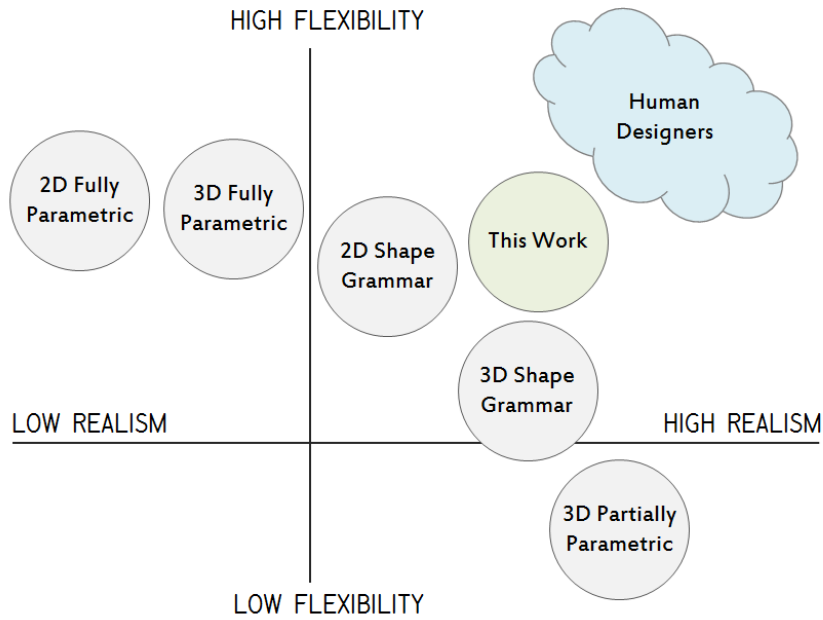 HIGH FLEXIBILITY
Human
Designers
2D Fully
Parametric
3D Fully
Parametric
2D Shape
Grammar
This Work
3D Shape
Grammar
LOW REALISM
HIGH REALISM
3D Partially
Parametric
LOW FLEXIBILITY